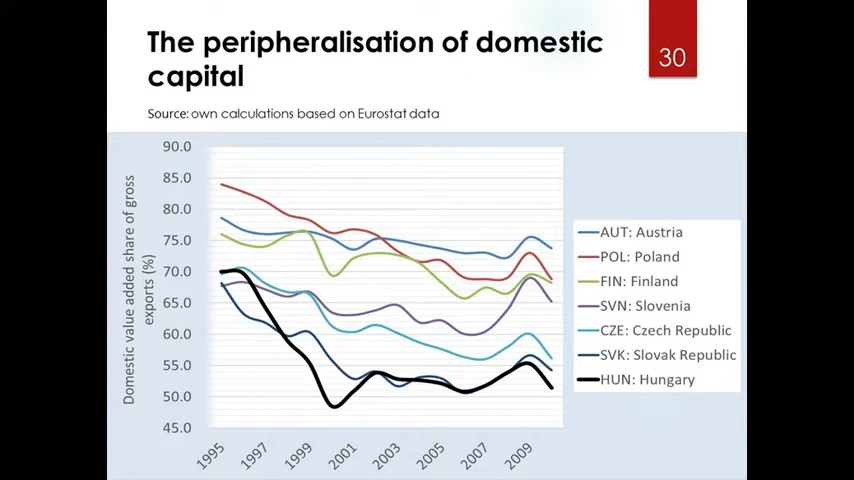 The peripheralisation of domestic
capital
30
Source: own calculations based on Eurostat data
Domestic value added share of gross
exports (%)
90.0
85.0
80.0
75.0
70.0
65.0
60.0
55.0
50.0
45.0
1995
1997
1999
2001
2003
2005
2007
2009
AUT: Austria
POL: Poland
FIN: Finland
SVN: Slovenia
CZE: Czech Republic
SVK: Slovak Republic
HUN: Hungary